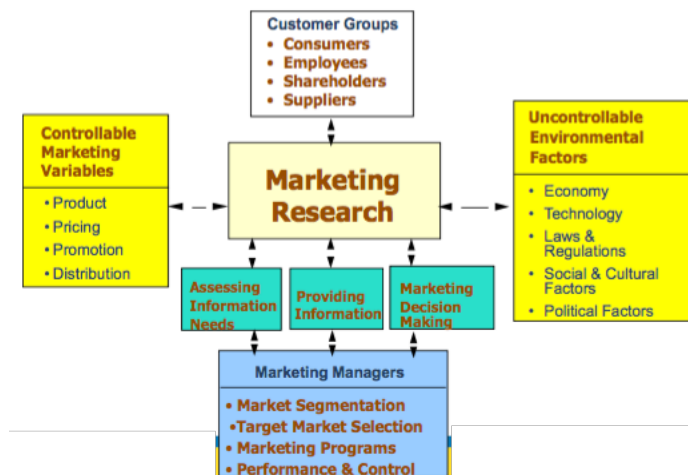 Customer Groups
• Consumers
• Employees
• Shareholders
• Suppliers
Controllable
Marketing
Variables
• Product
• Pricing
• Promotion
• Distribution
Marketing
Research
Uncontrollable
Environmental
Factors
• Economy
• Technology
• Laws &
Regulations
• Social & Cultural
Factors
• Political Factors
Assessing
Information
Needs
Providing
Information
Marketing
Decision
Making
Marketing Managers
• Market Segmentation
•Target Market Selection
• Marketing Programs
• Performance & Control